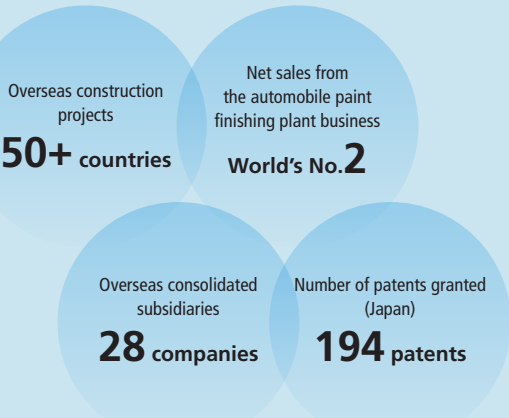 Overseas construction
projects
50+ countries
Net sales from
the automobile paint
finishing plant business
World's No.2
Overseas consolidated
subsidiaries
28 companies
Number of patents granted
(Japan)
194 patents